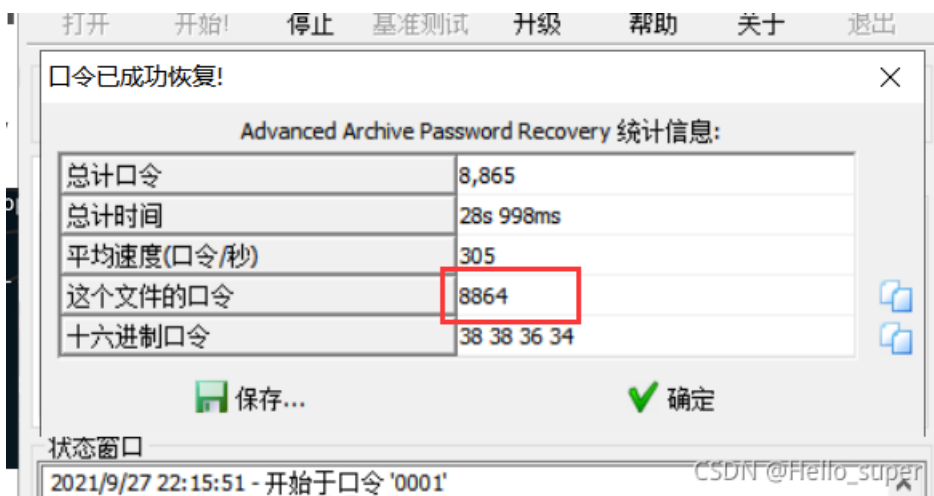 打开 开始! 停止 基准测试 升级 帮助 关于 退出
口令已成功恢复!
Advanced Archive Password Recovery 统计信息:
总计口令 8,865
总计时间 28s 998ms
平均速度(口令/秒) 305
这个文件的口令 8864
十六进制口令 38 38 36 34
保存... 确定
状态窗口
2021/9/27 22:15:51 - 开始于口令 '0001'
CSDN @Hello_super